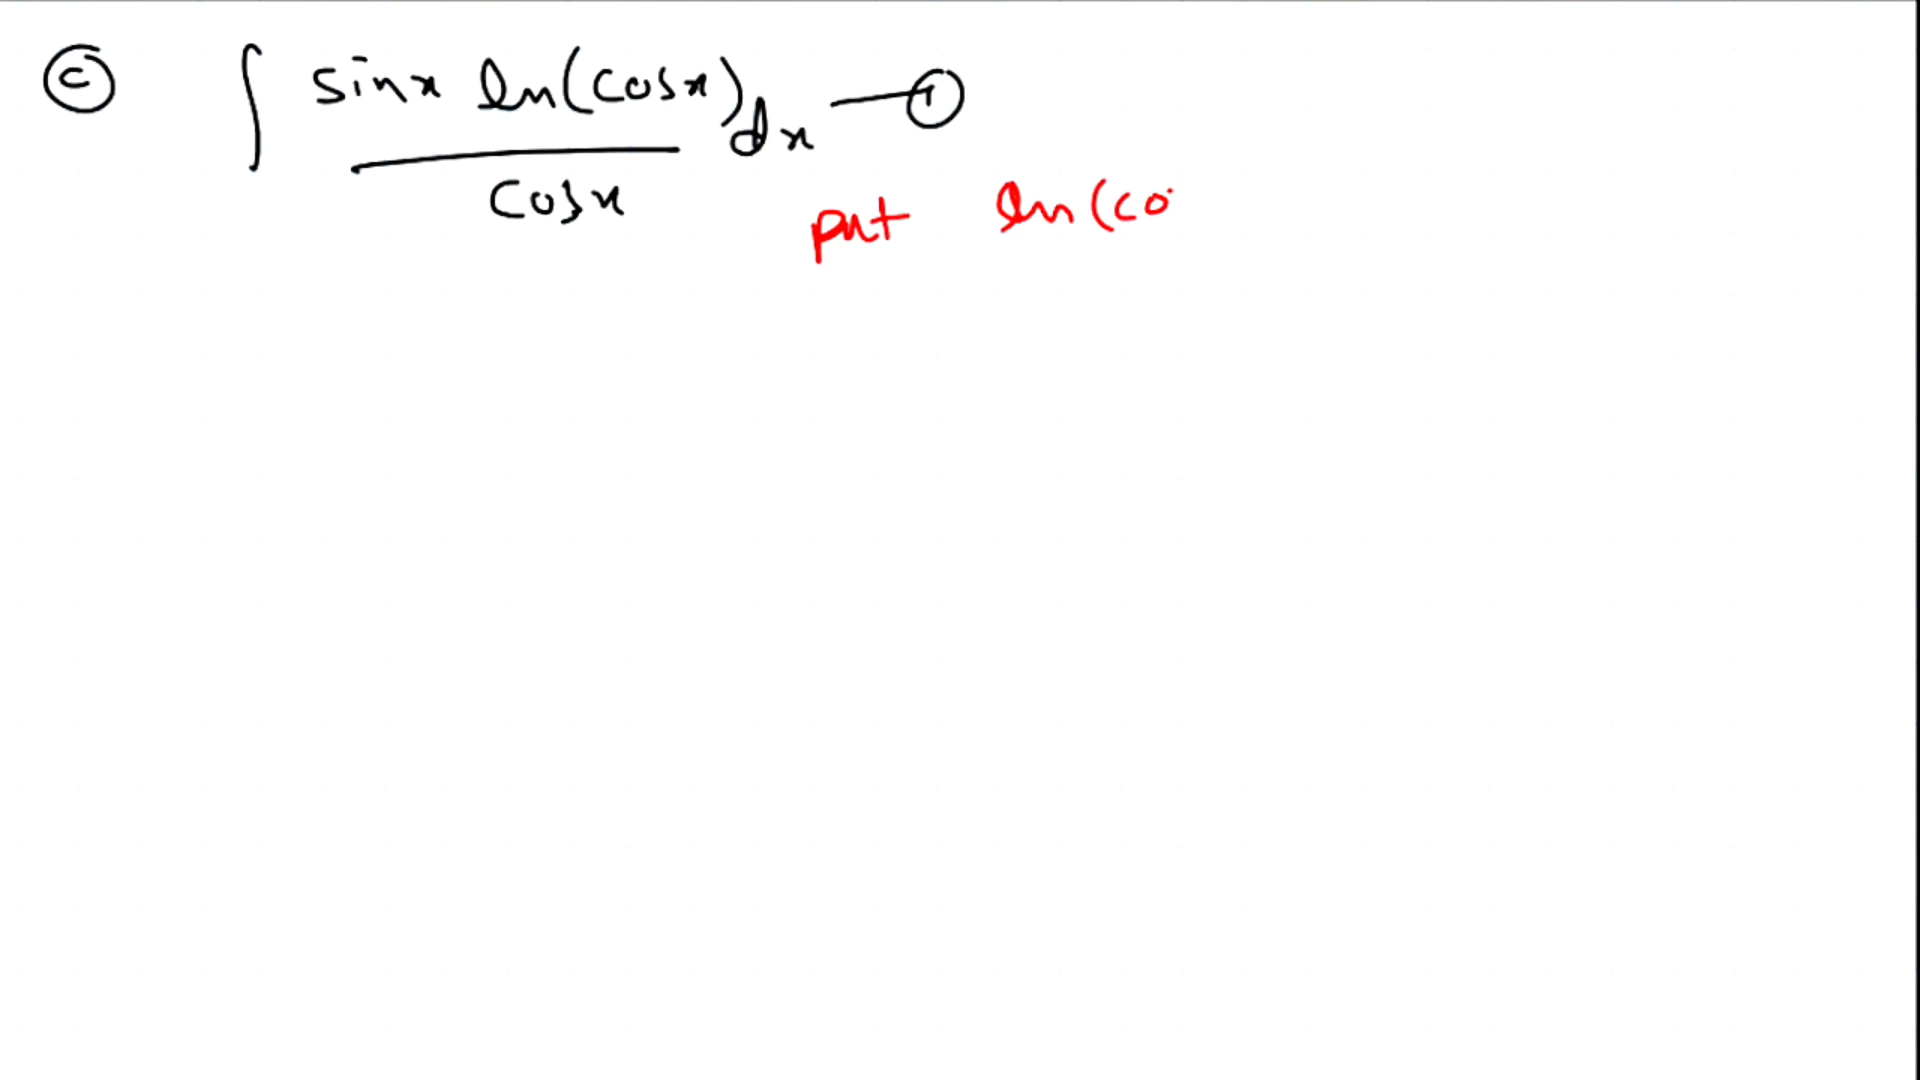 ⓒ ∫ sinx ln(cosx) dx — ①
cosx
put ln(co